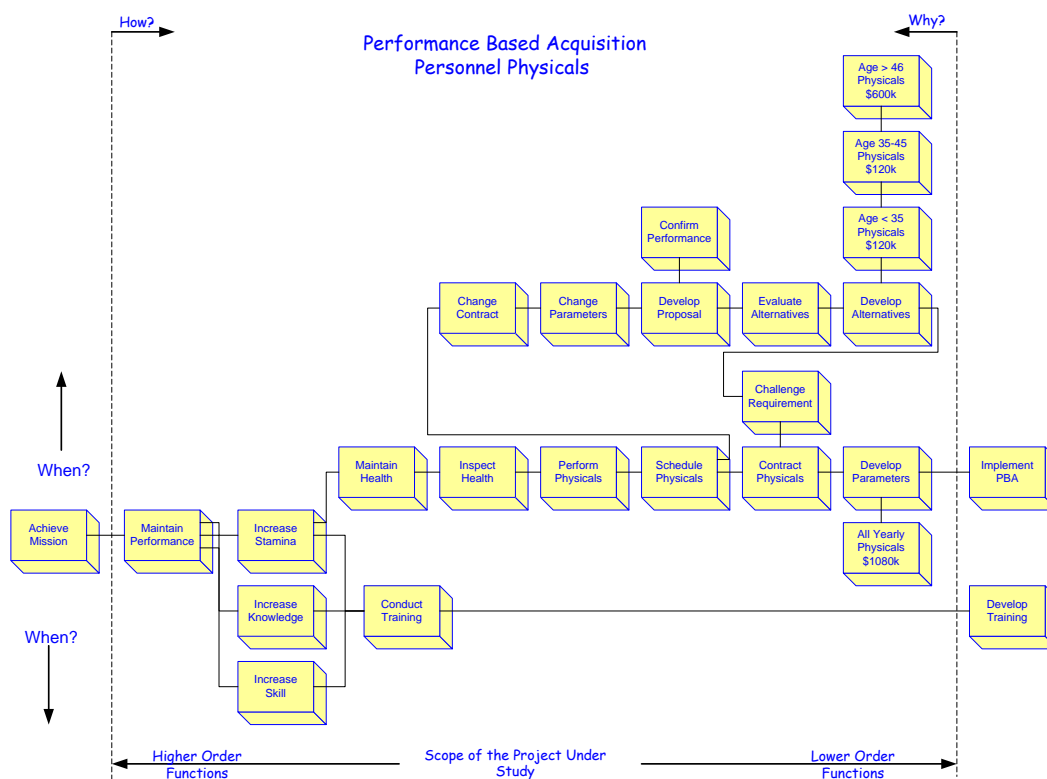 How?
Why?
Performance Based Acquisition
Personnel Physicals
Age > 46
Physicals
$600k
Age 35-45
Physicals
$120k
Age < 35
Physicals
$120k
Confirm
Performance
Change
Contract
Change
Parameters
Develop
Proposal
Evaluate
Alternatives
Develop
Alternatives
Challenge
Requirement
When?
Maintain
Health
Inspect
Health
Perform
Physicals
Schedule
Physicals
Contract
Physicals
Develop
Parameters
Implement
PBA
Achieve
Mission
Maintain
Performance
Increase
Stamina
All Yearly
Physicals
$1080k
Increase
Knowledge
Conduct
Training
Develop
Training
When?
Increase
Skill
Higher Order
Functions
Scope of the Project Under
Study
Lower Order
Functions